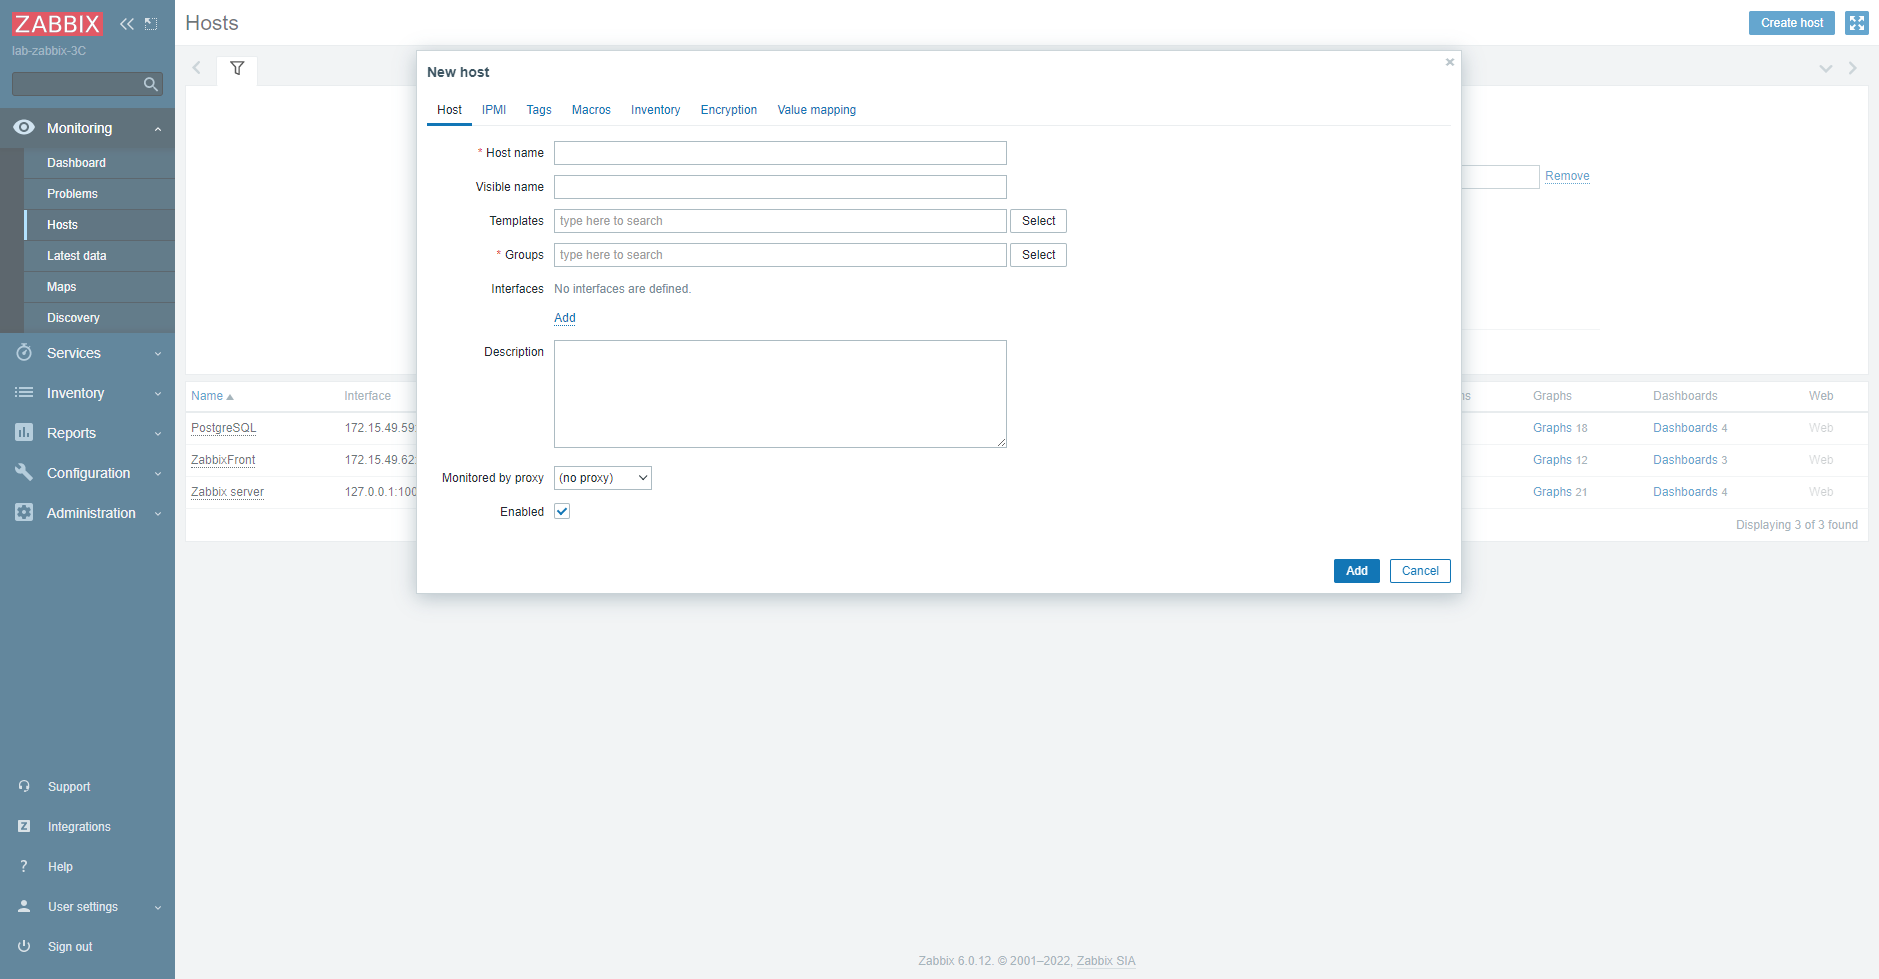 ZABBIX
lab-zabbix-3C
Monitoring
Dashboard
Problems
Hosts
Latest data
Maps
Discovery
Services
Inventory
Reports
Configuration
Administration
Support
Integrations
Help
User settings
Sign out
Hosts
Create host
New host
Host IPMI Tags Macros Inventory Encryption Value mapping
* Host name
Visible name
Templates type here to search Select
* Groups type here to search Select
Interfaces No interfaces are defined.
Add
Description
Monitored by proxy (no proxy)
Enabled
Add Cancel
Remove
Name Interface Graphs Dashboards Web
PostgreSQL 172.15.49.59: Graphs 18 Dashboards 4 Web
ZabbixFront 172.15.49.62: Graphs 12 Dashboards 3 Web
Zabbix server 127.0.0.1:100 Graphs 21 Dashboards 4 Web
Displaying 3 of 3 found
Zabbix 6.0.12. © 2001–2022, Zabbix SIA